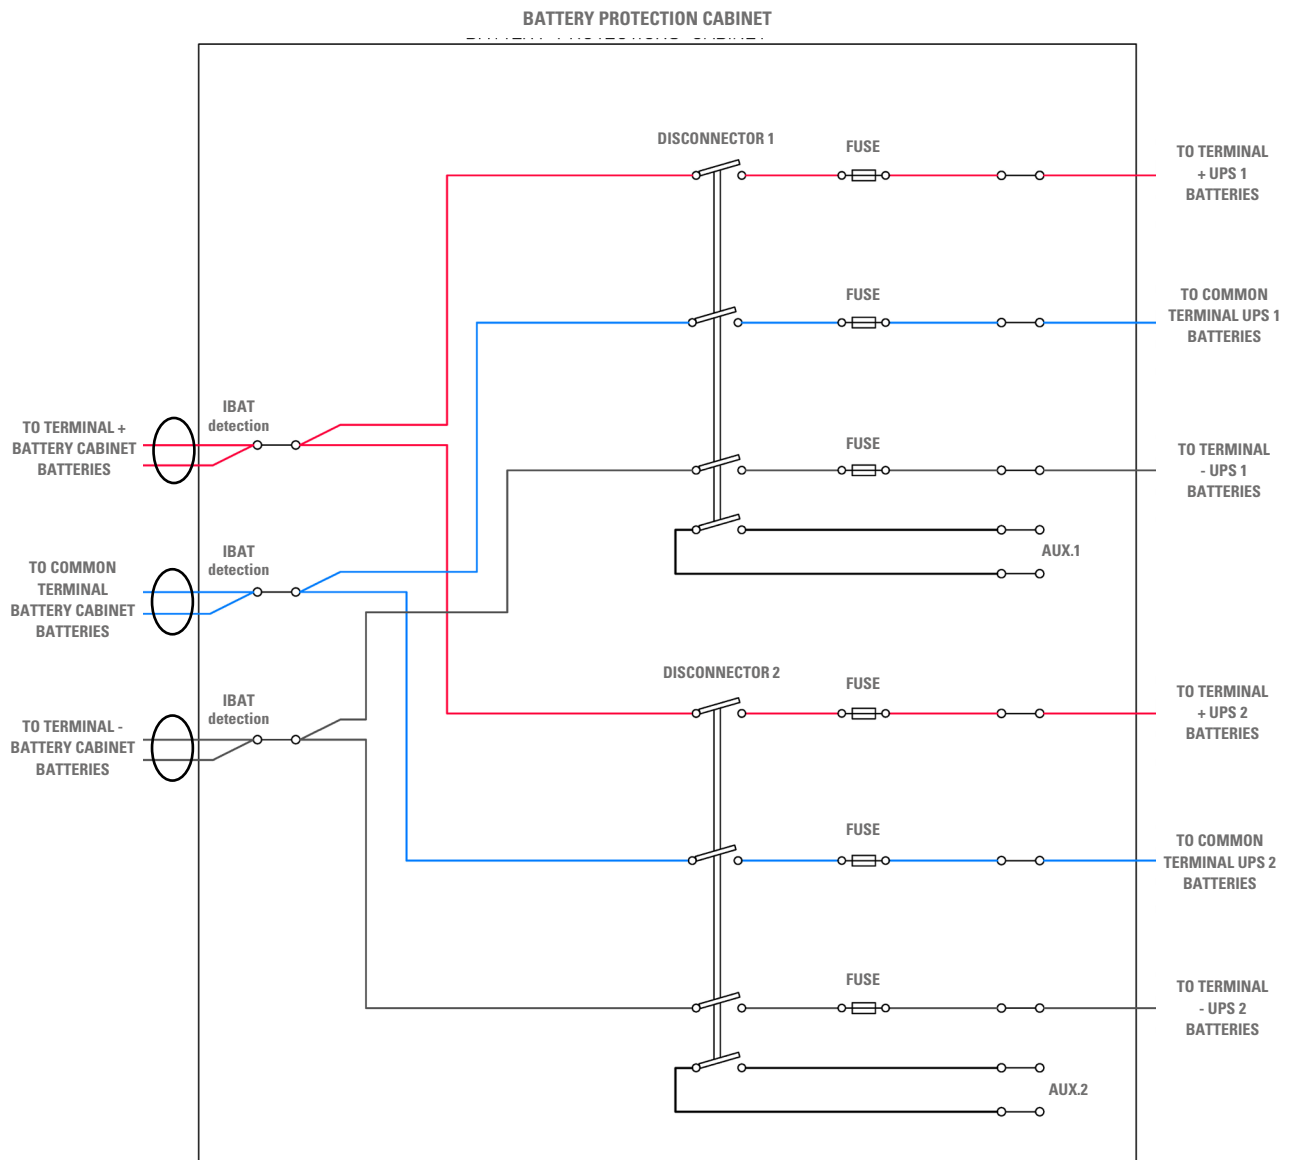 BATTERY PROTECTION CABINET
DISCONNECTOR 1
FUSE
TO TERMINAL
+ UPS 1
BATTERIES
FUSE
TO COMMON
TERMINAL UPS 1
BATTERIES
IBAT
detection
TO TERMINAL +
BATTERY CABINET
BATTERIES
FUSE
TO TERMINAL
- UPS 1
BATTERIES
AUX.1
IBAT
detection
TO COMMON
TERMINAL
BATTERY CABINET
BATTERIES
DISCONNECTOR 2
FUSE
TO TERMINAL
+ UPS 2
BATTERIES
IBAT
detection
TO TERMINAL -
BATTERY CABINET
BATTERIES
FUSE
TO COMMON
TERMINAL UPS 2
BATTERIES
FUSE
TO TERMINAL
- UPS 2
BATTERIES
AUX.2